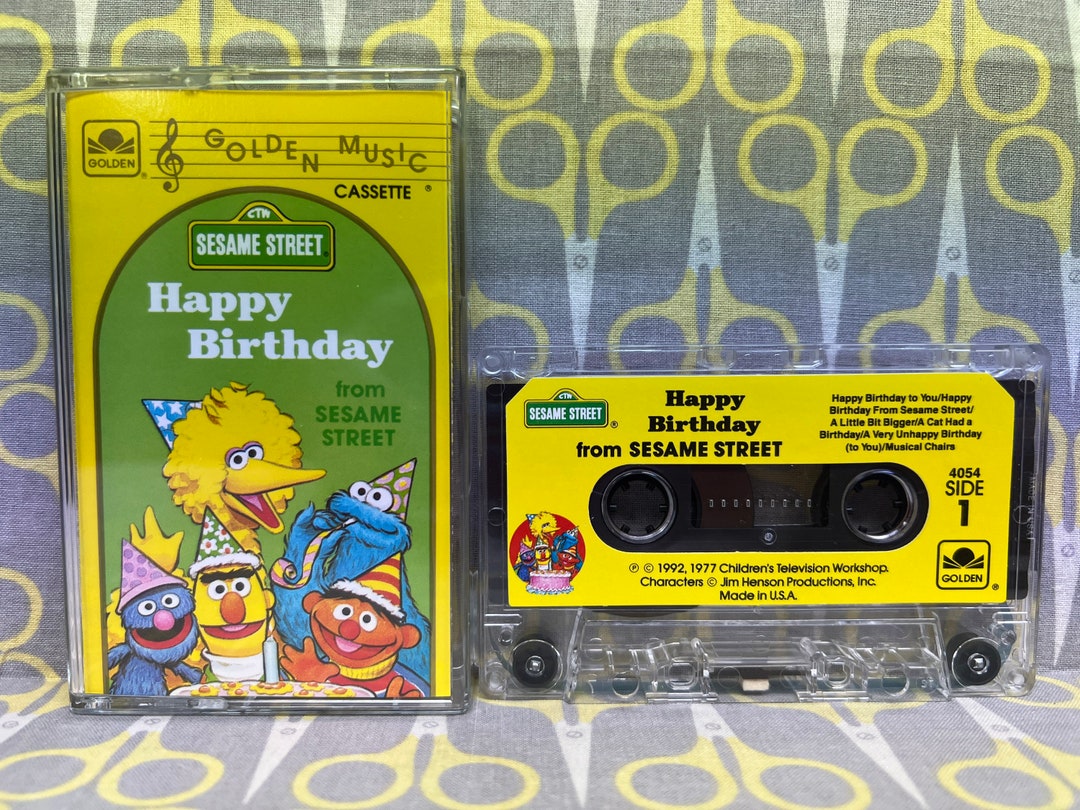 GOLDEN
GOLDEN MUSIC
CASSETTE ®
CTW
SESAME STREET®
Happy
Birthday
from
SESAME
STREET
CTW
SESAME STREET®
Happy
Birthday
from SESAME STREET
Happy Birthday to You/Happy
Birthday From Sesame Street/
A Little Bit Bigger/A Cat Had a
Birthday/A Very Unhappy Birthday
(to You)/Musical Chairs
4054
SIDE
1
℗ © 1992, 1977 Children's Television Workshop.
Characters © Jim Henson Productions, Inc.
Made in U.S.A.
GOLDEN®